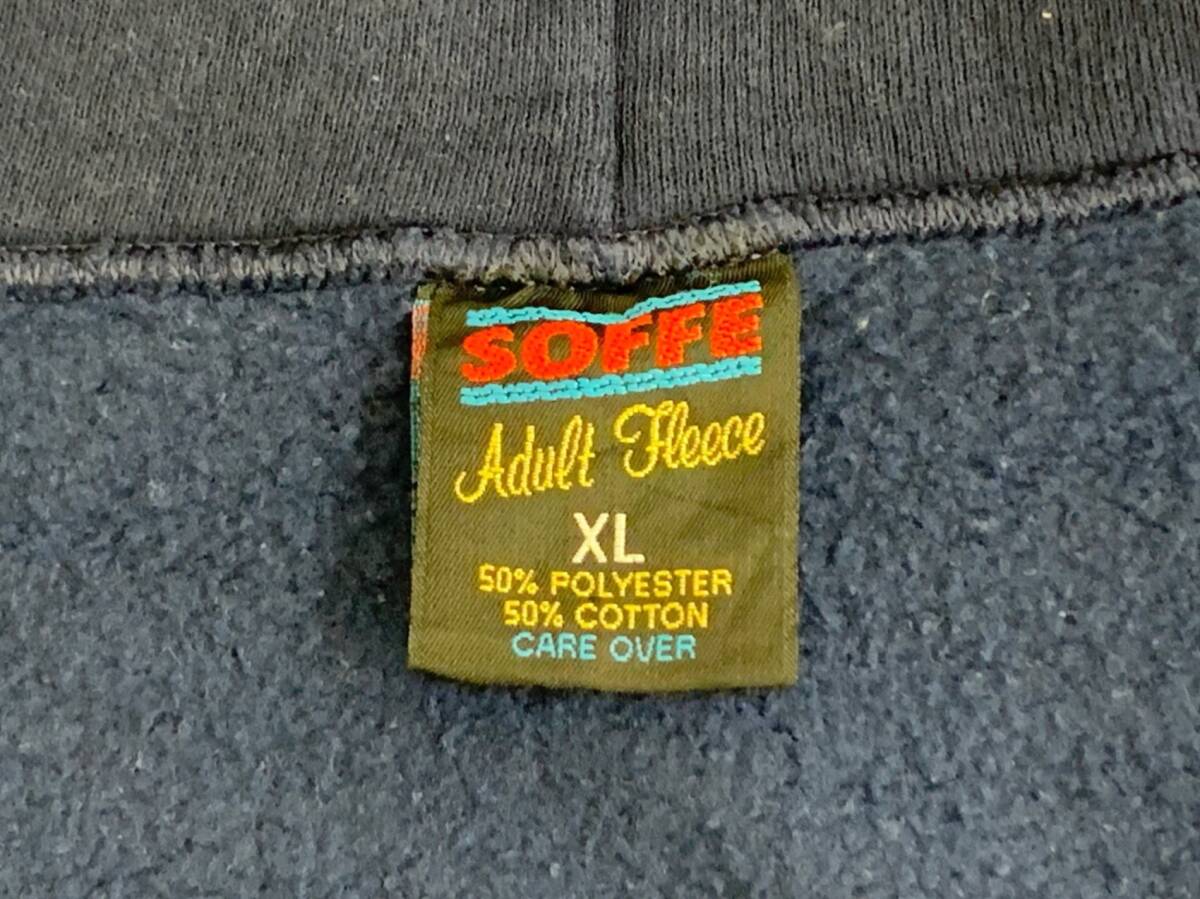 SOFFE
Adult Fleece
XL
50% POLYESTER
50% COTTON
CARE OVER